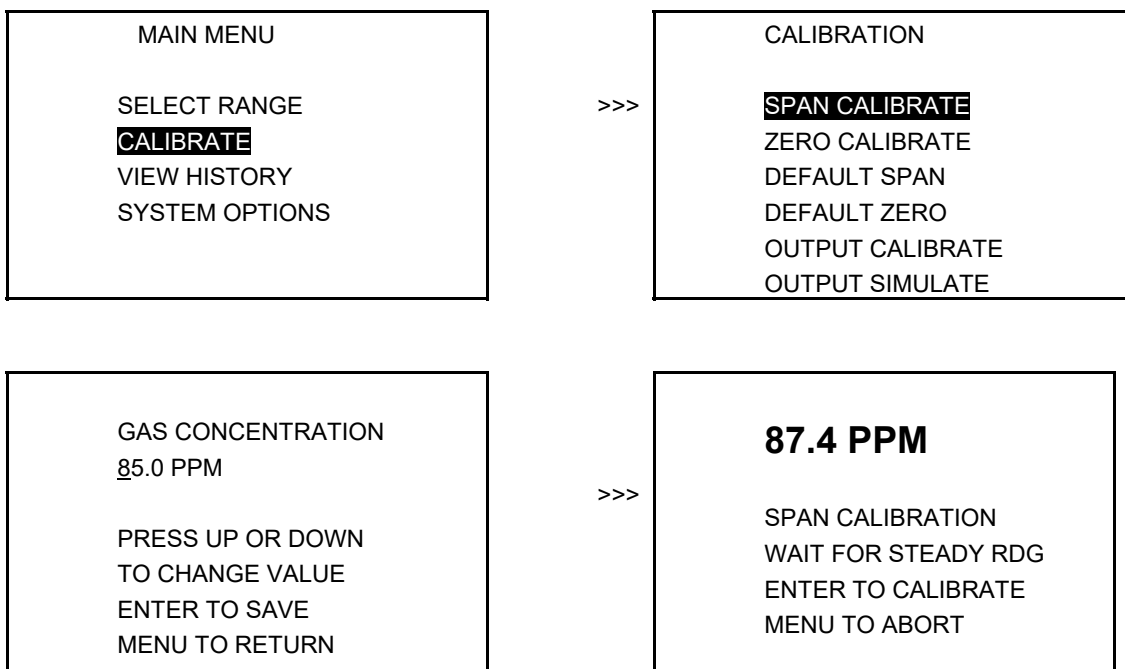 MAIN MENU
SELECT RANGE
CALIBRATE
VIEW HISTORY
SYSTEM OPTIONS
>>>
CALIBRATION
SPAN CALIBRATE
ZERO CALIBRATE
DEFAULT SPAN
DEFAULT ZERO
OUTPUT CALIBRATE
OUTPUT SIMULATE
GAS CONCENTRATION
85.0 PPM
PRESS UP OR DOWN
TO CHANGE VALUE
ENTER TO SAVE
MENU TO RETURN
>>>
87.4 PPM
SPAN CALIBRATION
WAIT FOR STEADY RDG
ENTER TO CALIBRATE
MENU TO ABORT